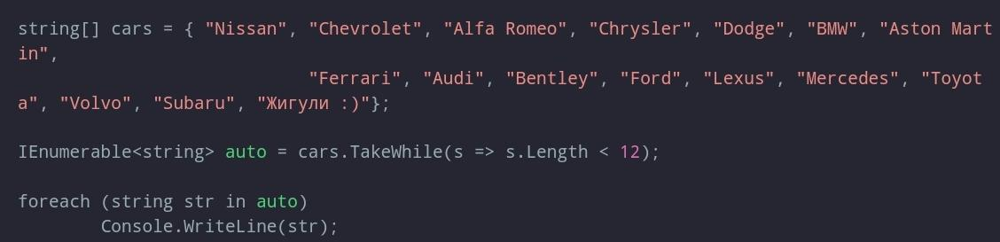 string[] cars = { "Nissan", "Chevrolet", "Alfa Romeo", "Chrysler", "Dodge", "BMW", "Aston Mart
in",
"Ferrari", "Audi", "Bentley", "Ford", "Lexus", "Mercedes", "Toyot
a", "Volvo", "Subaru", "Жигули :)"};
IEnumerable<string> auto = cars.TakeWhile(s => s.Length < 12);
foreach (string str in auto)
Console.WriteLine(str);